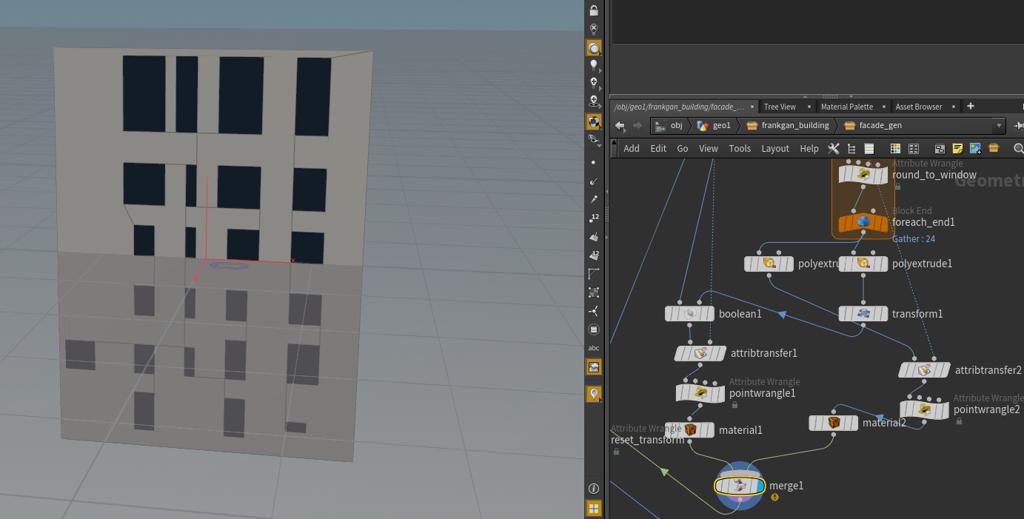 /obj/geo1/frankgan_building/facade_...
Tree View
Material Palette
Asset Browser
obj
geo1
frankgan_building
facade_gen
Add
Edit
Go
View
Tools
Layout
Help
Attribute Wrangle
round_to_window
Geometr
Block End
foreach_end1
Gather : 24
polyextru
polyextrude1
boolean1
transform1
attribtransfer1
attribtransfer2
Attribute Wrangle
pointwrangle1
Attribute Wrangle
pointwrangle2
Attribute Wrangle
reset_transform
material1
material2
merge1
12
abc